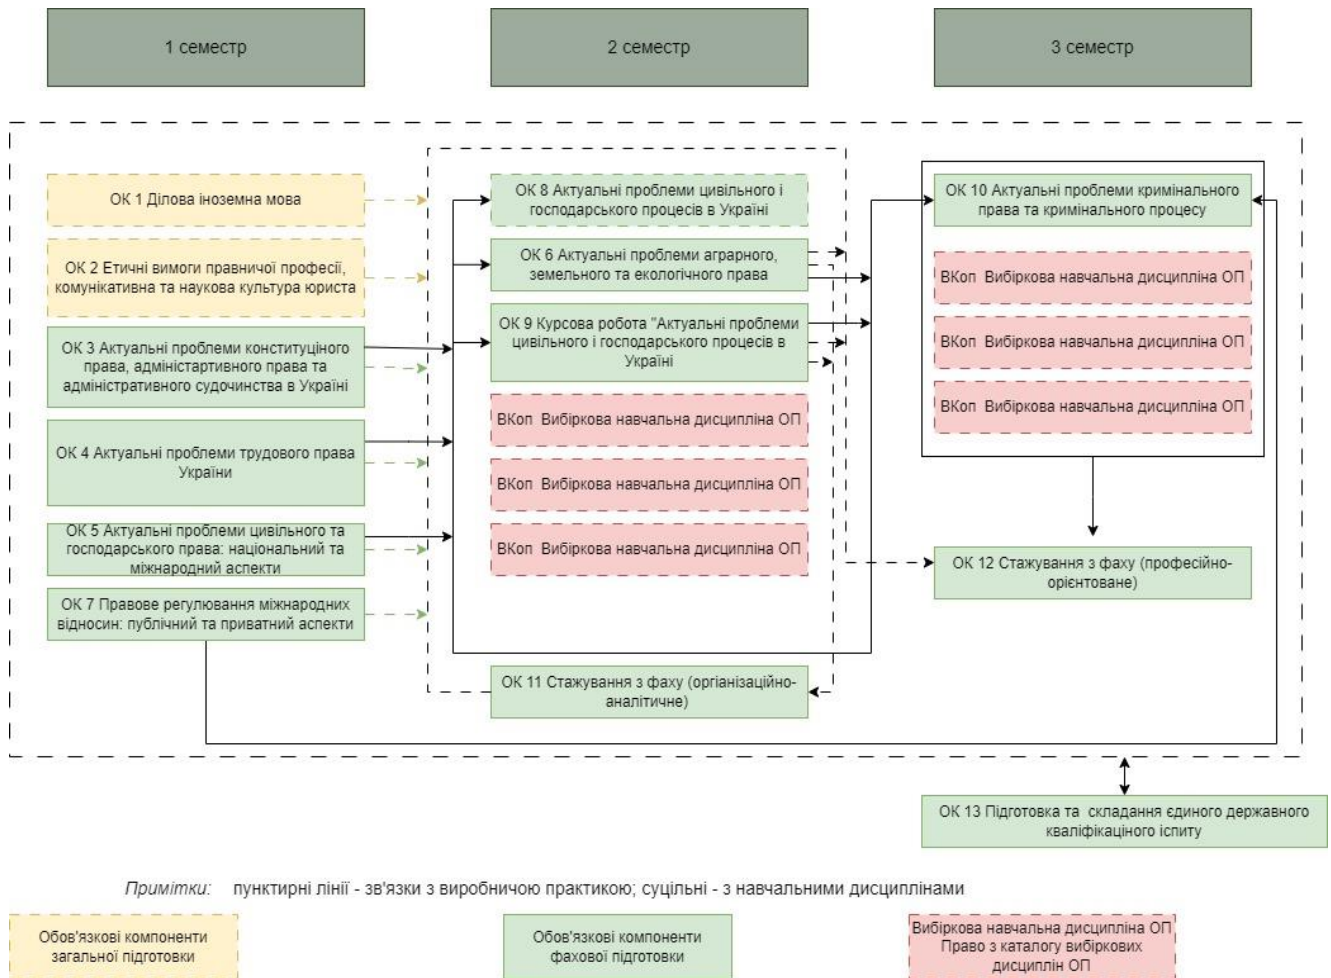 1 семестр
2 семестр
3 семестр
ОК 1 Ділова іноземна мова
ОК 2 Етичні вимоги правничої професії,
комунікативна та наукова культура юриста
ОК 3 Актуальні проблеми конституціного
права, адміністартивного права та
адміністративного судочинства в Україні
ОК 4 Актуальні проблеми трудового права
України
ОК 5 Актуальні проблеми цивільного та
господарського права: національний та
міжнародний аспекти
ОК 7 Правове регулювання міжнародних
відносин: публічний та приватний аспекти
ОК 8 Актуальні проблеми цивільного і
господарського процесів в Україні
ОК 6 Актуальні проблеми аграрного,
земельного та екологічного права
ОК 9 Курсова робота "Актуальні проблеми
цивільного і господарського процесів в
Україні
ВКоп Вибіркова навчальна дисципліна ОП
ВКоп Вибіркова навчальна дисципліна ОП
ВКоп Вибіркова навчальна дисципліна ОП
ОК 11 Стажування з фаху (оргіанізаційно-
аналітичне)
ОК 10 Актуальні проблеми кримінального
права та кримінального процесу
ВКоп Вибіркова навчальна дисципліна ОП
ВКоп Вибіркова навчальна дисципліна ОП
ВКоп Вибіркова навчальна дисципліна ОП
ОК 12 Стажування з фаху (професійно-
орієнтоване)
ОК 13 Підготовка та складання єдиного державного
кваліфікаціного іспиту
Примітки: пунктирні лінії - зв'язки з виробничою практикою; суцільні - з навчальними дисциплінами
Обов'язкові компоненти
загальної підготовки
Обов'язкові компоненти
фахової підготовки
Вибіркова навчальна дисципліна ОП
Право з каталогу вибіркових
дисциплін ОП